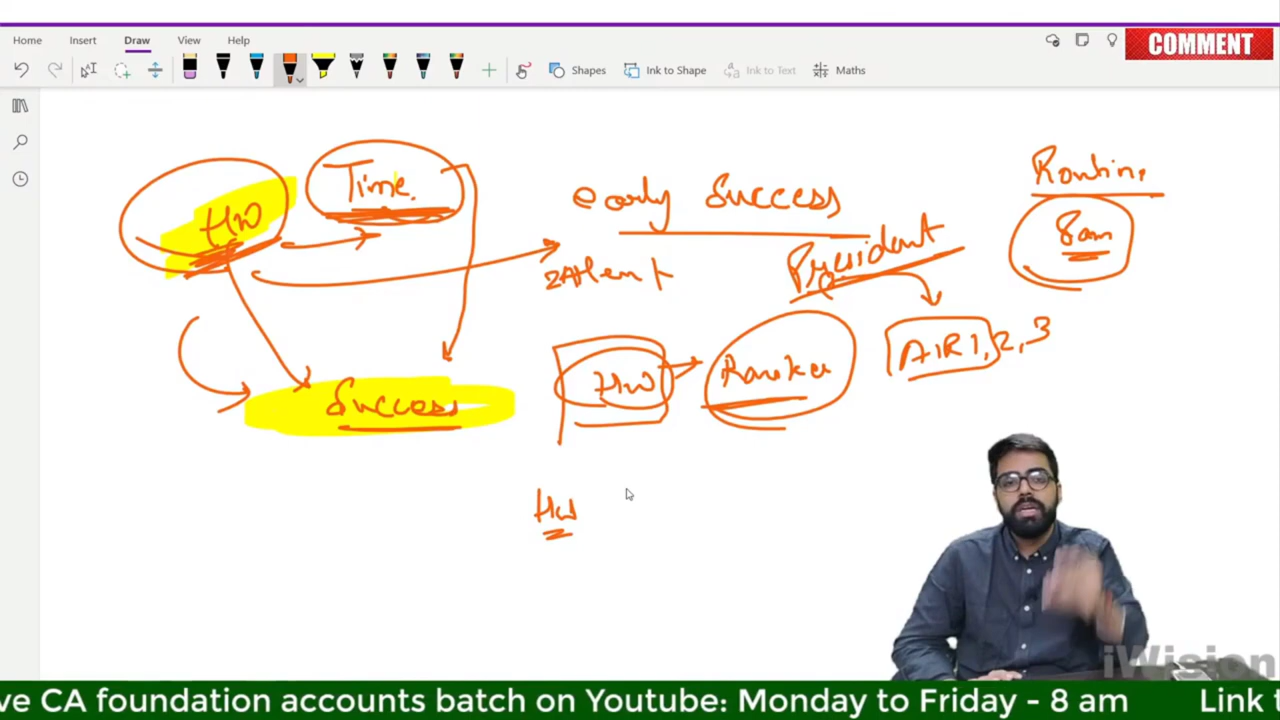 Home Insert Draw View Help
COMMENT
Shapes Ink to Shape Ink to Text Maths
Time
HW
early Success
Routine
8am
President
AIR 1, 2, 3
HW
Ranker
Success
HW
iWision
ve CA foundation accounts batch on Youtube: Monday to Friday - 8 am Link t